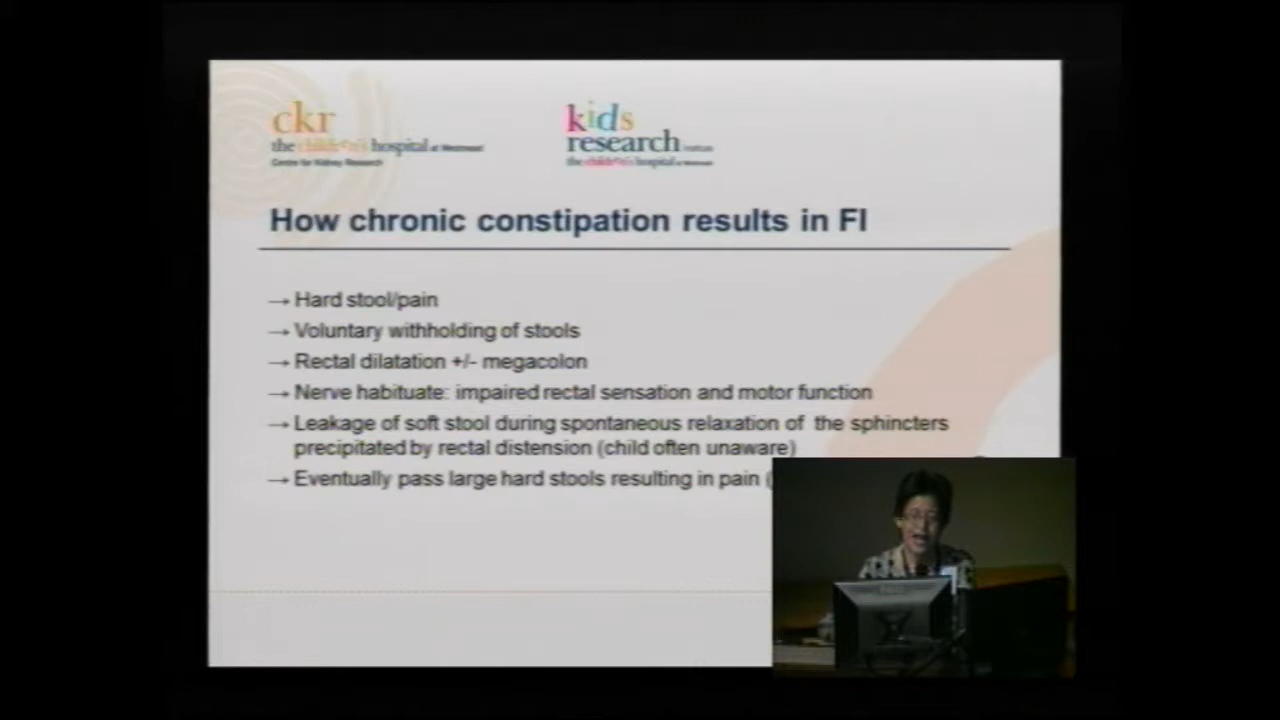 ckr
the children's hospital at Westmead
Centre for Kidney Research
kids
research institute
the children's hospital at Westmead
How chronic constipation results in FI
→ Hard stool/pain
→ Voluntary withholding of stools
→ Rectal dilatation +/- megacolon
→ Nerve habituate: impaired rectal sensation and motor function
→ Leakage of soft stool during spontaneous relaxation of the sphincters
precipitated by rectal distension (child often unaware)
→ Eventually pass large hard stools resulting in pain (